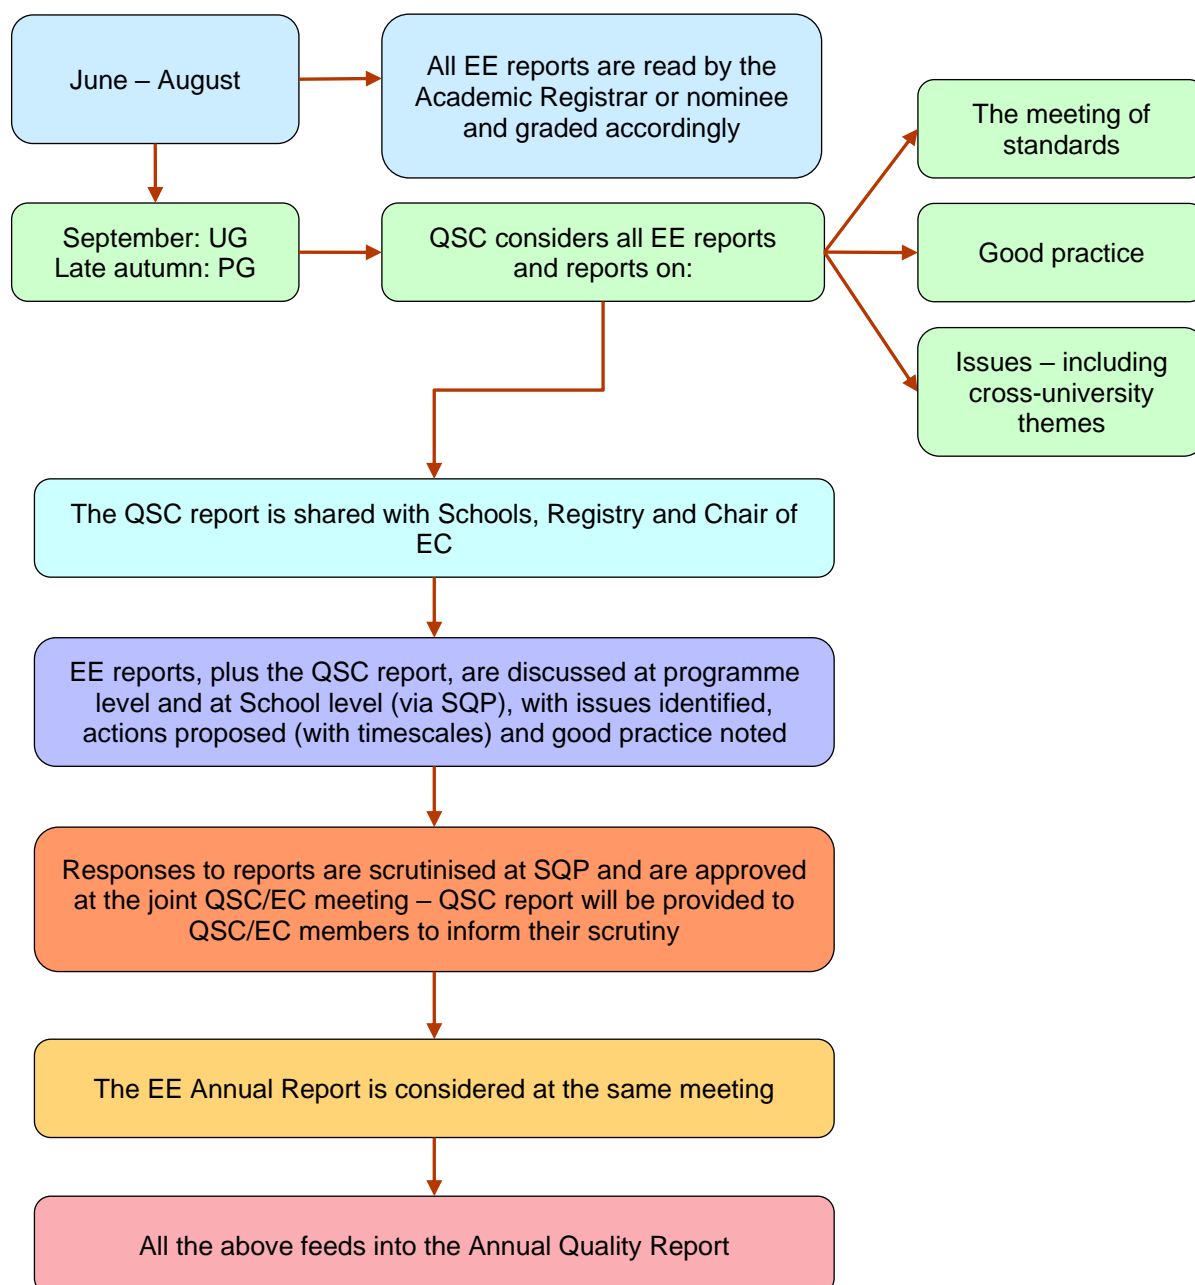 June – August
All EE reports are read by the
Academic Registrar or nominee
and graded accordingly
The meeting of
standards
September: UG
Late autumn: PG
QSC considers all EE reports
and reports on:
Good practice
Issues – including
cross-university
themes
The QSC report is shared with Schools, Registry and Chair of
EC
EE reports, plus the QSC report, are discussed at programme
level and at School level (via SQP), with issues identified,
actions proposed (with timescales) and good practice noted
Responses to reports are scrutinised at SQP and are approved
at the joint QSC/EC meeting – QSC report will be provided to
QSC/EC members to inform their scrutiny
The EE Annual Report is considered at the same meeting
All the above feeds into the Annual Quality Report